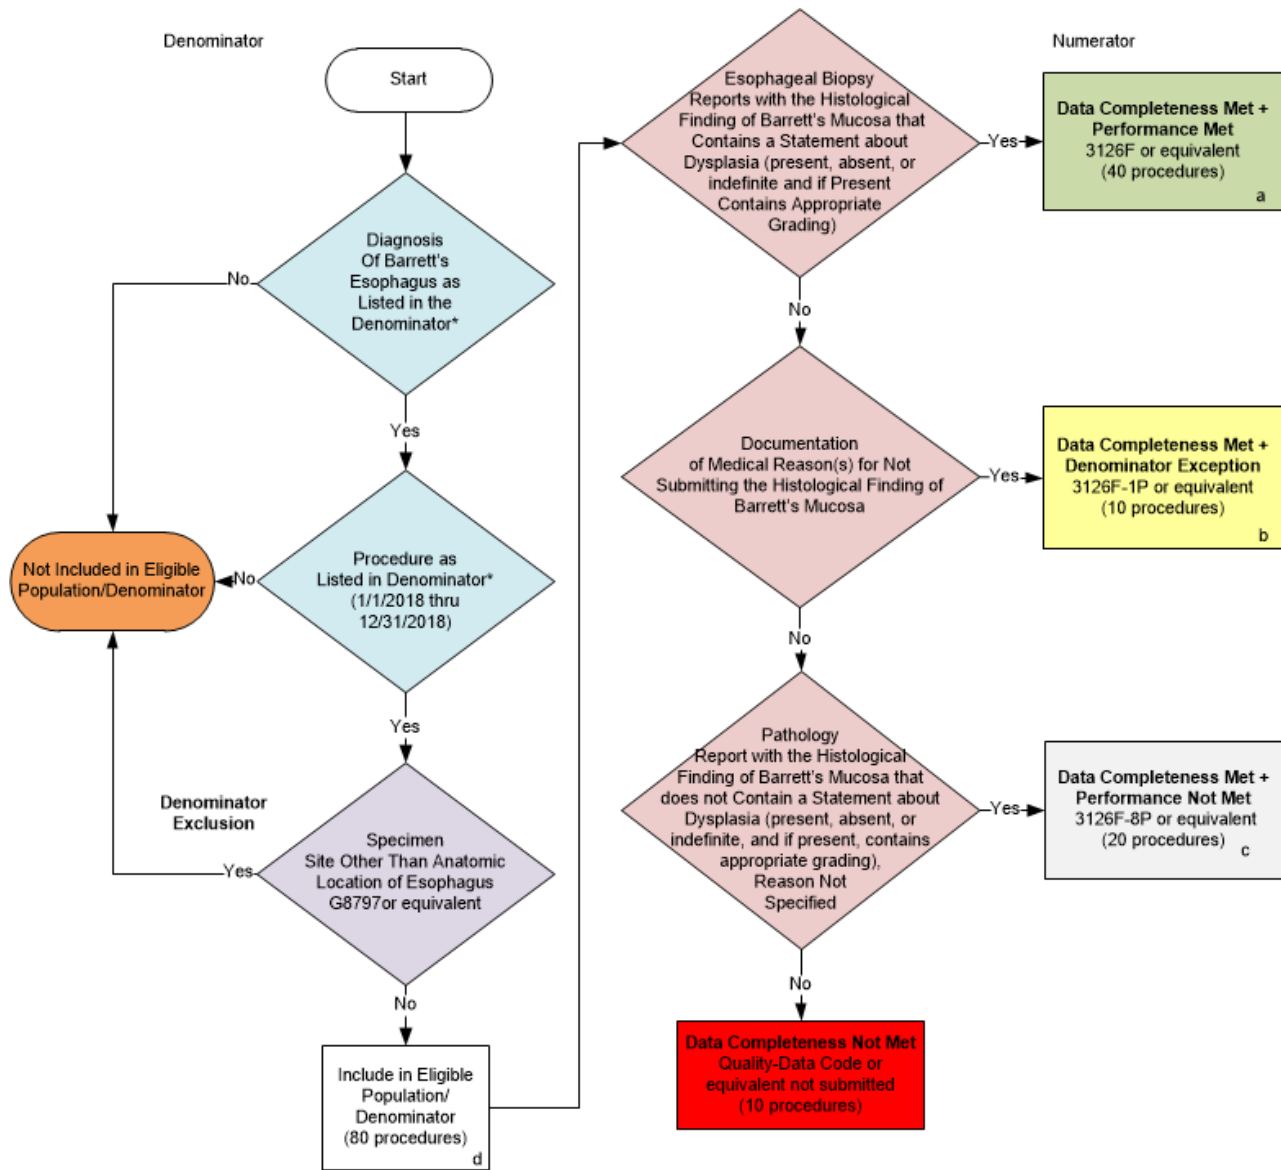 Denominator
Numerator
Start
Diagnosis
Of Barrett's
Esophagus as
Listed in the
Denominator*
No
Yes
Not Included in Eligible
Population/Denominator
No
Procedure as
Listed in Denominator*
(1/1/2018 thru
12/31/2018)
Yes
Denominator
Exclusion
Yes
Specimen
Site Other Than Anatomic
Location of Esophagus
G8797or equivalent
No
Include in Eligible
Population/
Denominator
(80 procedures)
d
Esophageal Biopsy
Reports with the Histological
Finding of Barrett's Mucosa that
Contains a Statement about
Dysplasia (present, absent, or
indefinite and if Present
Contains Appropriate
Grading)
Yes
Data Completeness Met +
Performance Met
3126F or equivalent
(40 procedures)
a
No
Documentation
of Medical Reason(s) for Not
Submitting the Histological Finding of
Barrett's Mucosa
Yes
Data Completeness Met +
Denominator Exception
3126F-1P or equivalent
(10 procedures)
b
No
Pathology
Report with the Histological
Finding of Barrett's Mucosa that
does not Contain a Statement about
Dysplasia (present, absent, or
indefinite, and if present, contains
appropriate grading),
Reason Not
Specified
Yes
Data Completeness Met +
Performance Not Met
3126F-8P or equivalent
(20 procedures)
c
No
Data Completeness Not Met
Quality-Data Code or
equivalent not submitted
(10 procedures)